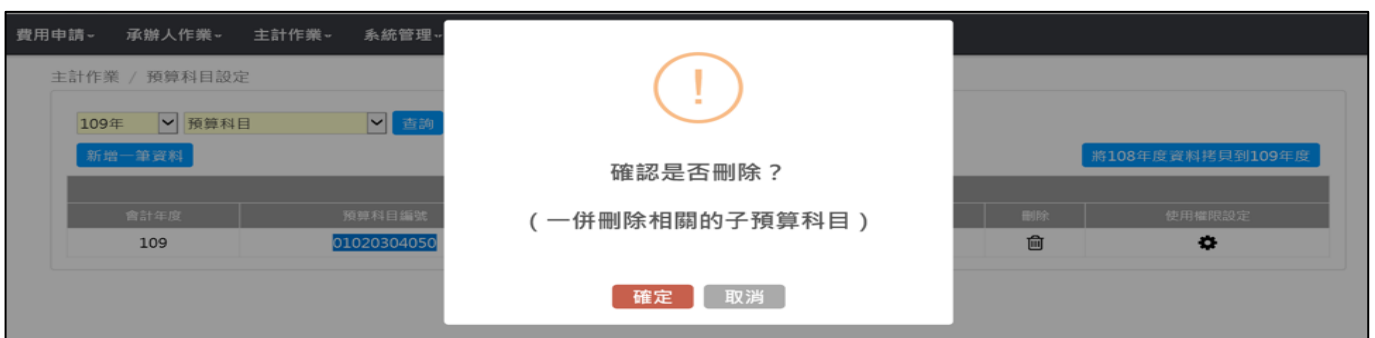 費用申請 承辦人作業 主計作業 系統管理
主計作業 / 預算科目設定
109年 預算科目 查詢
新增一筆資料 將108年度資料拷貝到109年度
會計年度 預算科目編號 刪除 使用權限設定
109 01020304050
!
確認是否刪除？
(一併刪除相關的子預算科目)
確定 取消